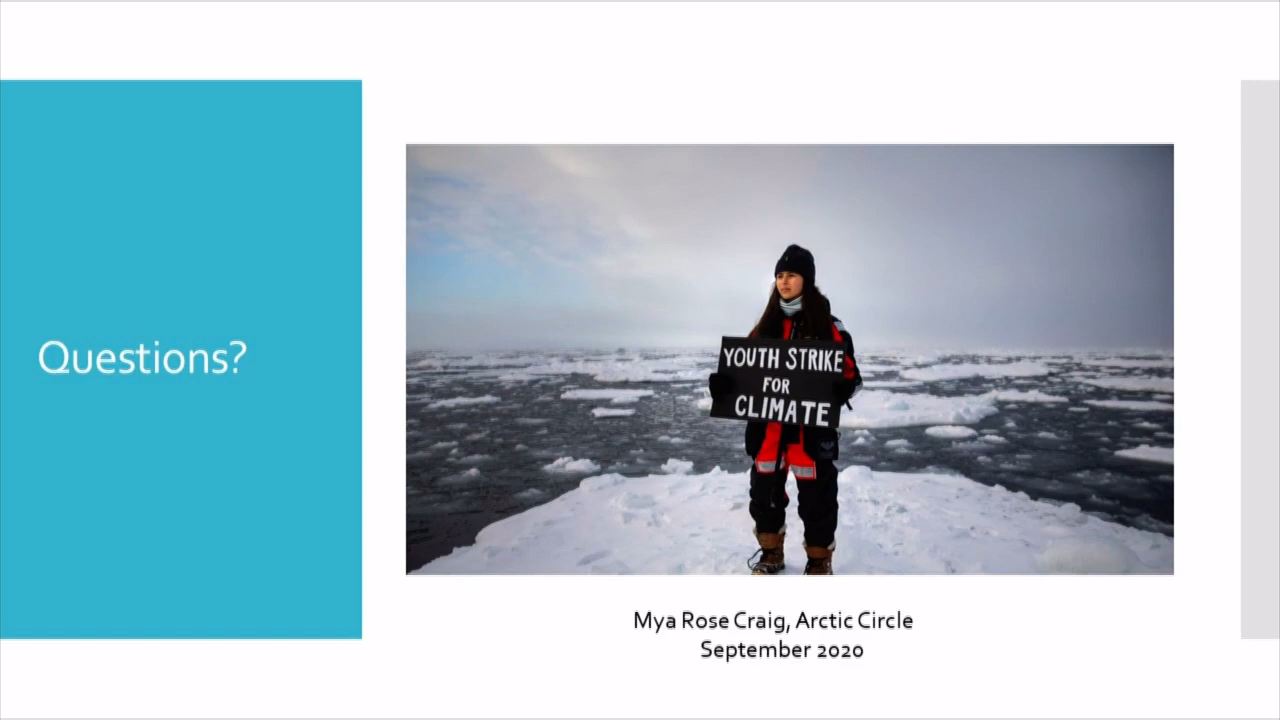 Questions?
YOUTH STRIKE
FOR
CLIMATE
Mya Rose Craig, Arctic Circle
September 2020